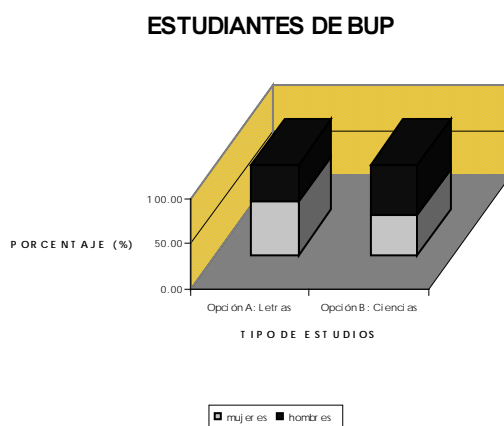 ESTUDIANTES DE BUP
100.00
50.00
0.00
PORCENTAJE (%)
Opción A: Letras
Opción B: Ciencias
TIPO DE ESTUDIOS
mujeres hombres